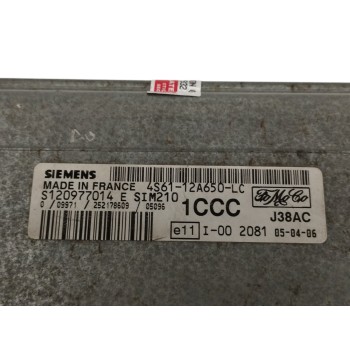 SIEMENS
MADE IN FRANCE 4S61-12A650-LC
S120977014 E SIM210
0 / 09971 / 252178609 / 05096
1CCC
FoMoCo
J38AC
e11 I-00 2081 05-04-06